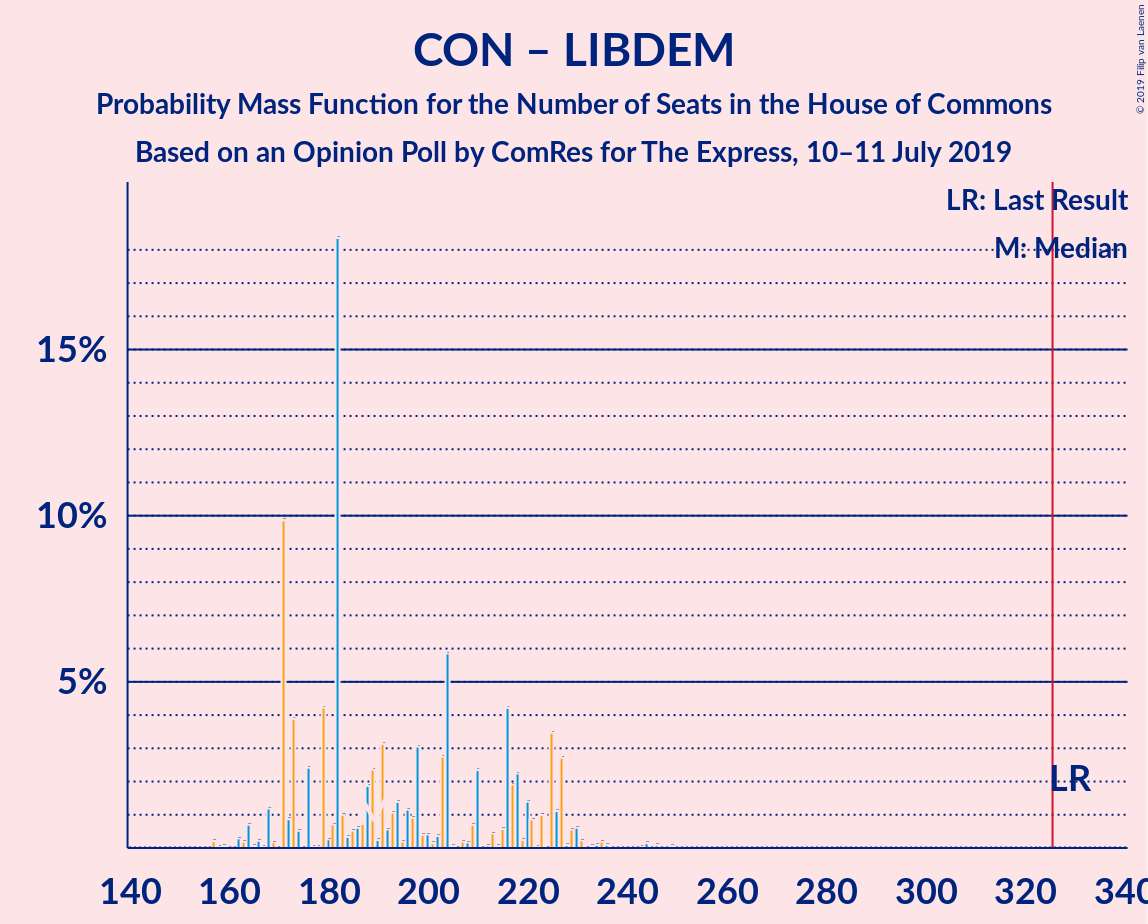 CON – LIBDEM
Probability Mass Function for the Number of Seats in the House of Commons
Based on an Opinion Poll by ComRes for The Express, 10–11 July 2019
© 2019 Filip van Laenen
LR: Last Result
M: Median
15%
10%
5%
LR
M
140 160 180 200 220 240 260 280 300 320 340